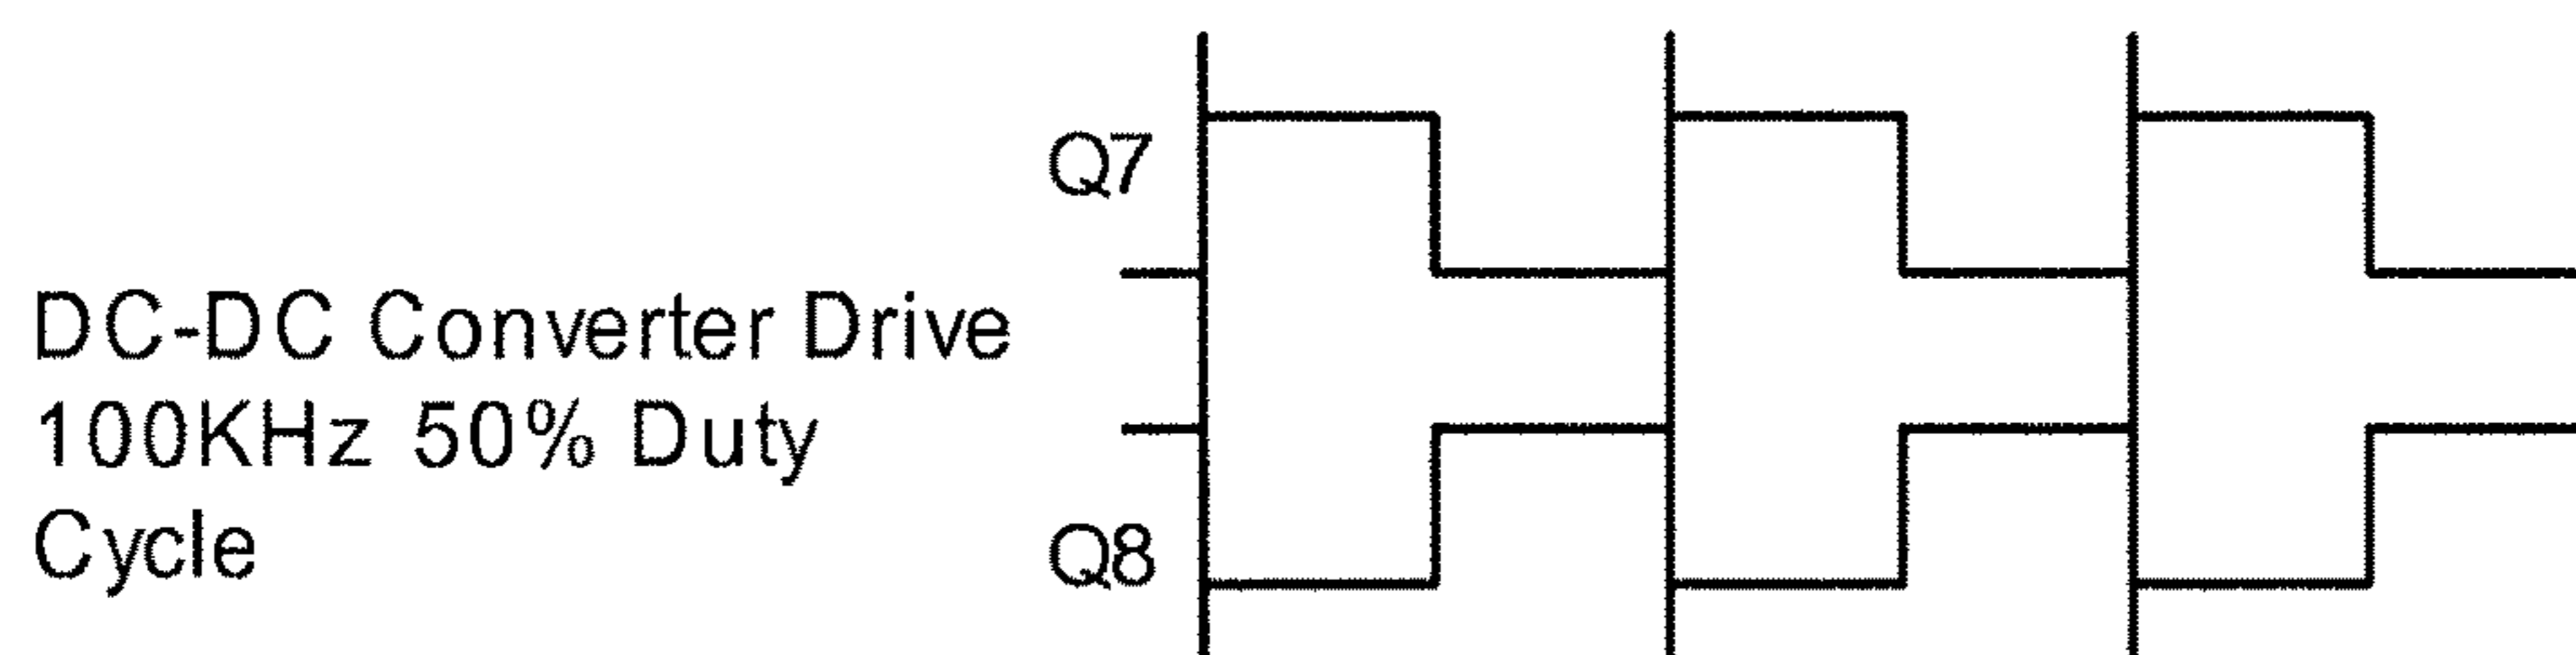 Q7
DC-DC Converter Drive
100KHz 50% Duty
Cycle
Q8